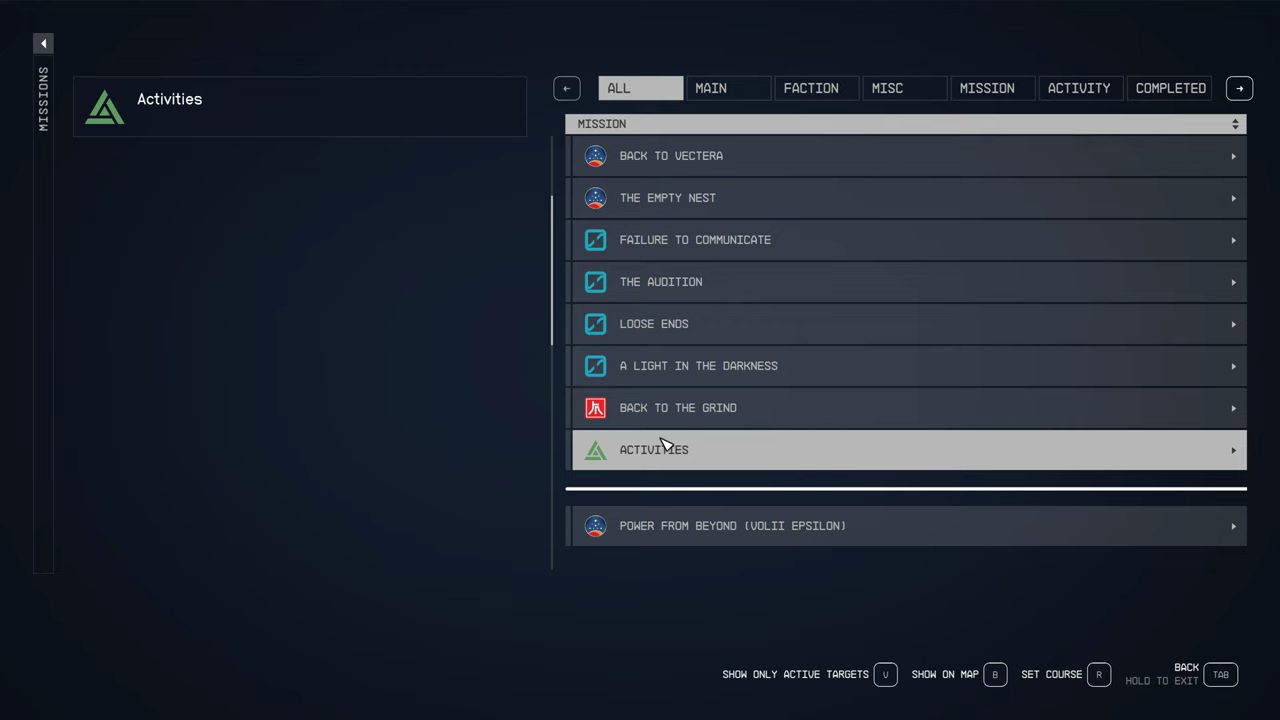 MISSIONS
Activities
ALL
MAIN
FACTION
MISC
MISSION
ACTIVITY
COMPLETED
MISSION
BACK TO VECTERA
THE EMPTY NEST
FAILURE TO COMMUNICATE
THE AUDITION
LOOSE ENDS
A LIGHT IN THE DARKNESS
BACK TO THE GRIND
ACTIVITIES
POWER FROM BEYOND (VOLII EPSILON)
SHOW ONLY ACTIVE TARGETS V
SHOW ON MAP B
SET COURSE R
BACK
HOLD TO EXIT
TAB